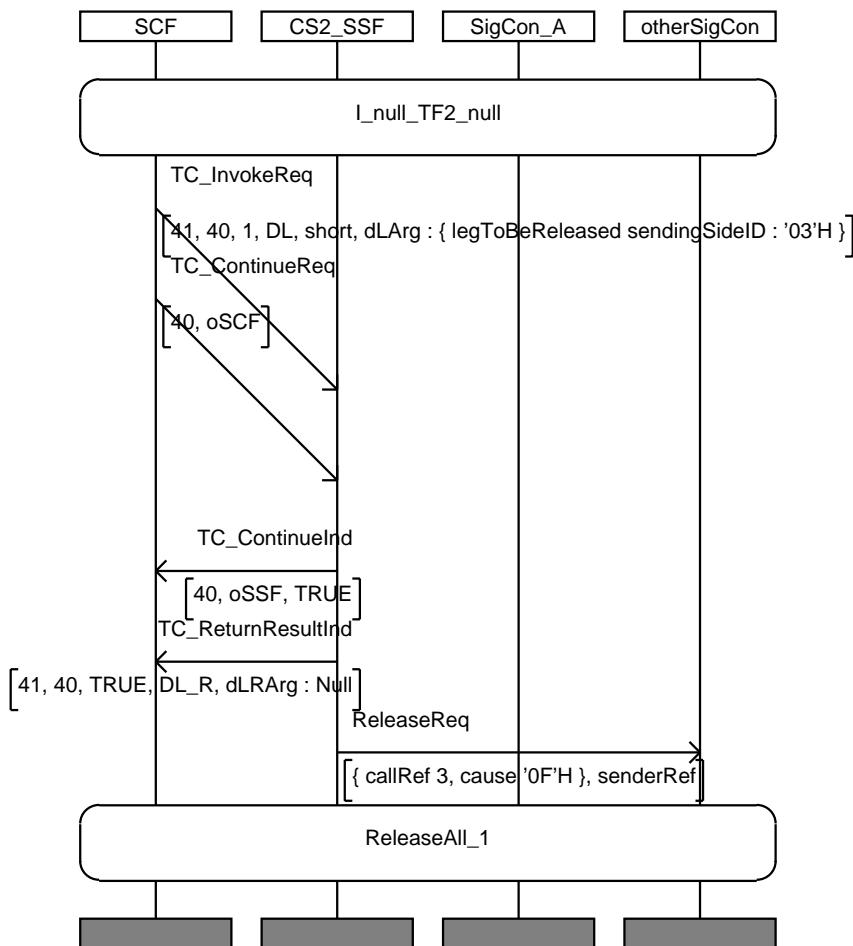 SCF CS2_SSF SigCon_A otherSigCon
I_null_TF2_null
TC_InvokeReq
[41, 40, 1, DL, short, dLArg : { legToBeReleased sendingSideID : '03'H }]
TC_ContinueReq
[40, oSCF]
TC_ContinueInd
[40, oSSF, TRUE]
TC_ReturnResultInd
[41, 40, TRUE, DL_R, dLRArg : Null]
ReleaseReq
[{ callRef 3, cause '0F'H }, senderRef]
ReleaseAll_1